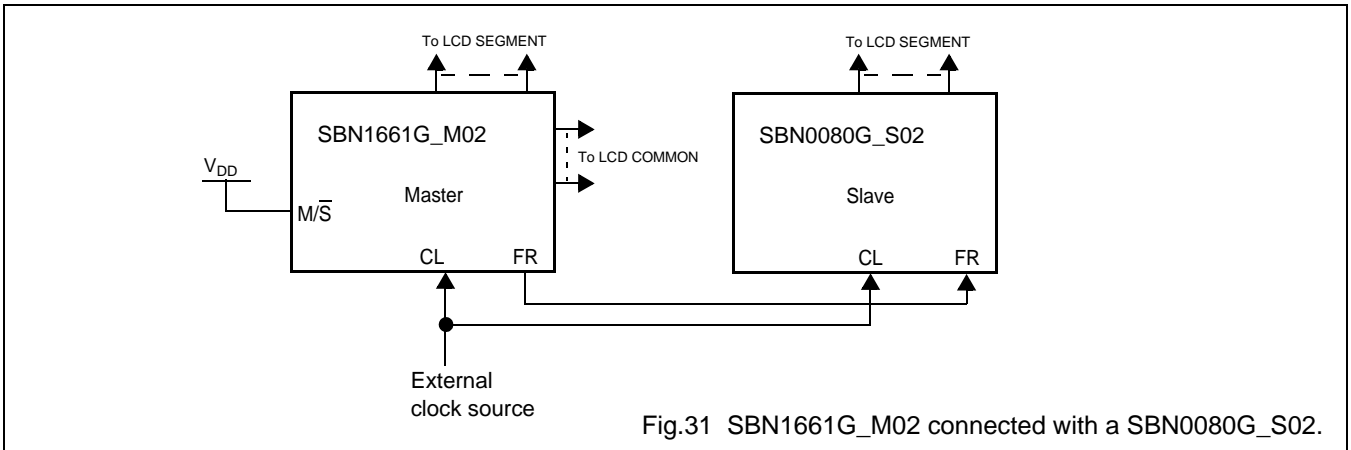 To LCD SEGMENT
To LCD SEGMENT
SBN1661G_M02
SBN0080G_S02
To LCD COMMON
VDD
Master
Slave
M/S̅
CL
FR
CL
FR
External
clock source
Fig.31 SBN1661G_M02 connected with a SBN0080G_S02.